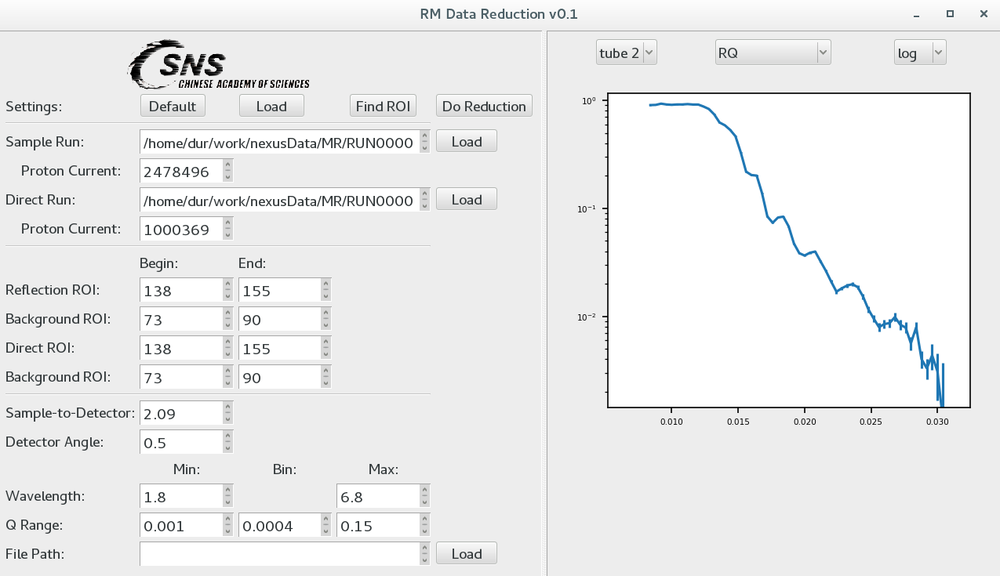 RM Data Reduction v0.1
SNS
CHINESE ACADEMY OF SCIENCES
Settings: Default Load Find ROI Do Reduction
Sample Run: /home/dur/work/nexusData/MR/RUN0000 Load
Proton Current: 2478496
Direct Run: /home/dur/work/nexusData/MR/RUN0000 Load
Proton Current: 1000369
Begin: End:
Reflection ROI: 138 155
Background ROI: 73 90
Direct ROI: 138 155
Background ROI: 73 90
Sample-to-Detector: 2.09
Detector Angle: 0.5
Min: Bin: Max:
Wavelength: 1.8 6.8
Q Range: 0.001 0.0004 0.15
File Path: Load
tube 2 RQ log
10⁰
10⁻¹
10⁻²
0.010 0.015 0.020 0.025 0.030